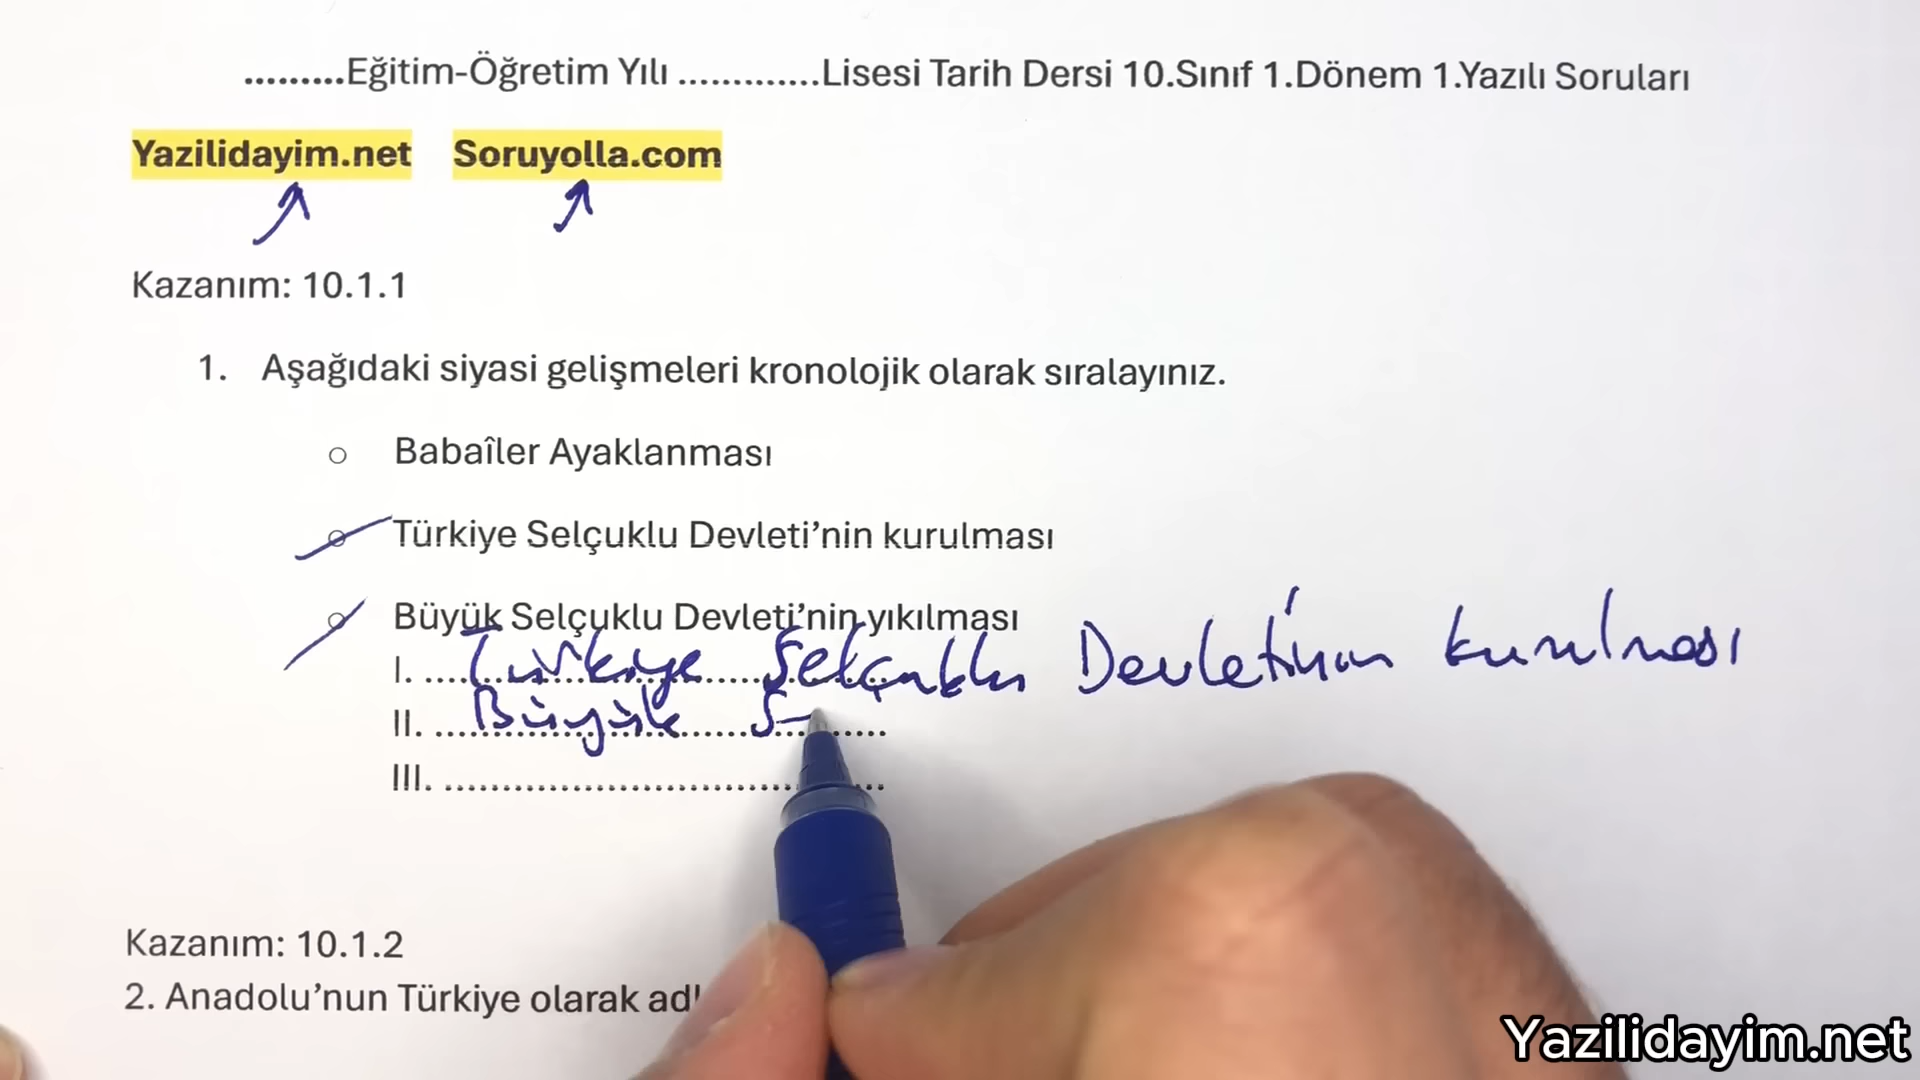 .........Eğitim-Öğretim Yılı .............Lisesi Tarih Dersi 10.Sınıf 1.Dönem 1.Yazılı Soruları
Yazilidayim.net Soruyolla.com
Kazanım: 10.1.1
1. Aşağıdaki siyasi gelişmeleri kronolojik olarak sıralayınız.
○ Babaîler Ayaklanması
○ Türkiye Selçuklu Devleti’nin kurulması
○ Büyük Selçuklu Devleti’nin yıkılması
I. Türkiye Selçuklu Devleti'nin kurulması
II. Büyük S
III. ..............................
Kazanım: 10.1.2
2. Anadolu’nun Türkiye olarak
Yazilidayim.net